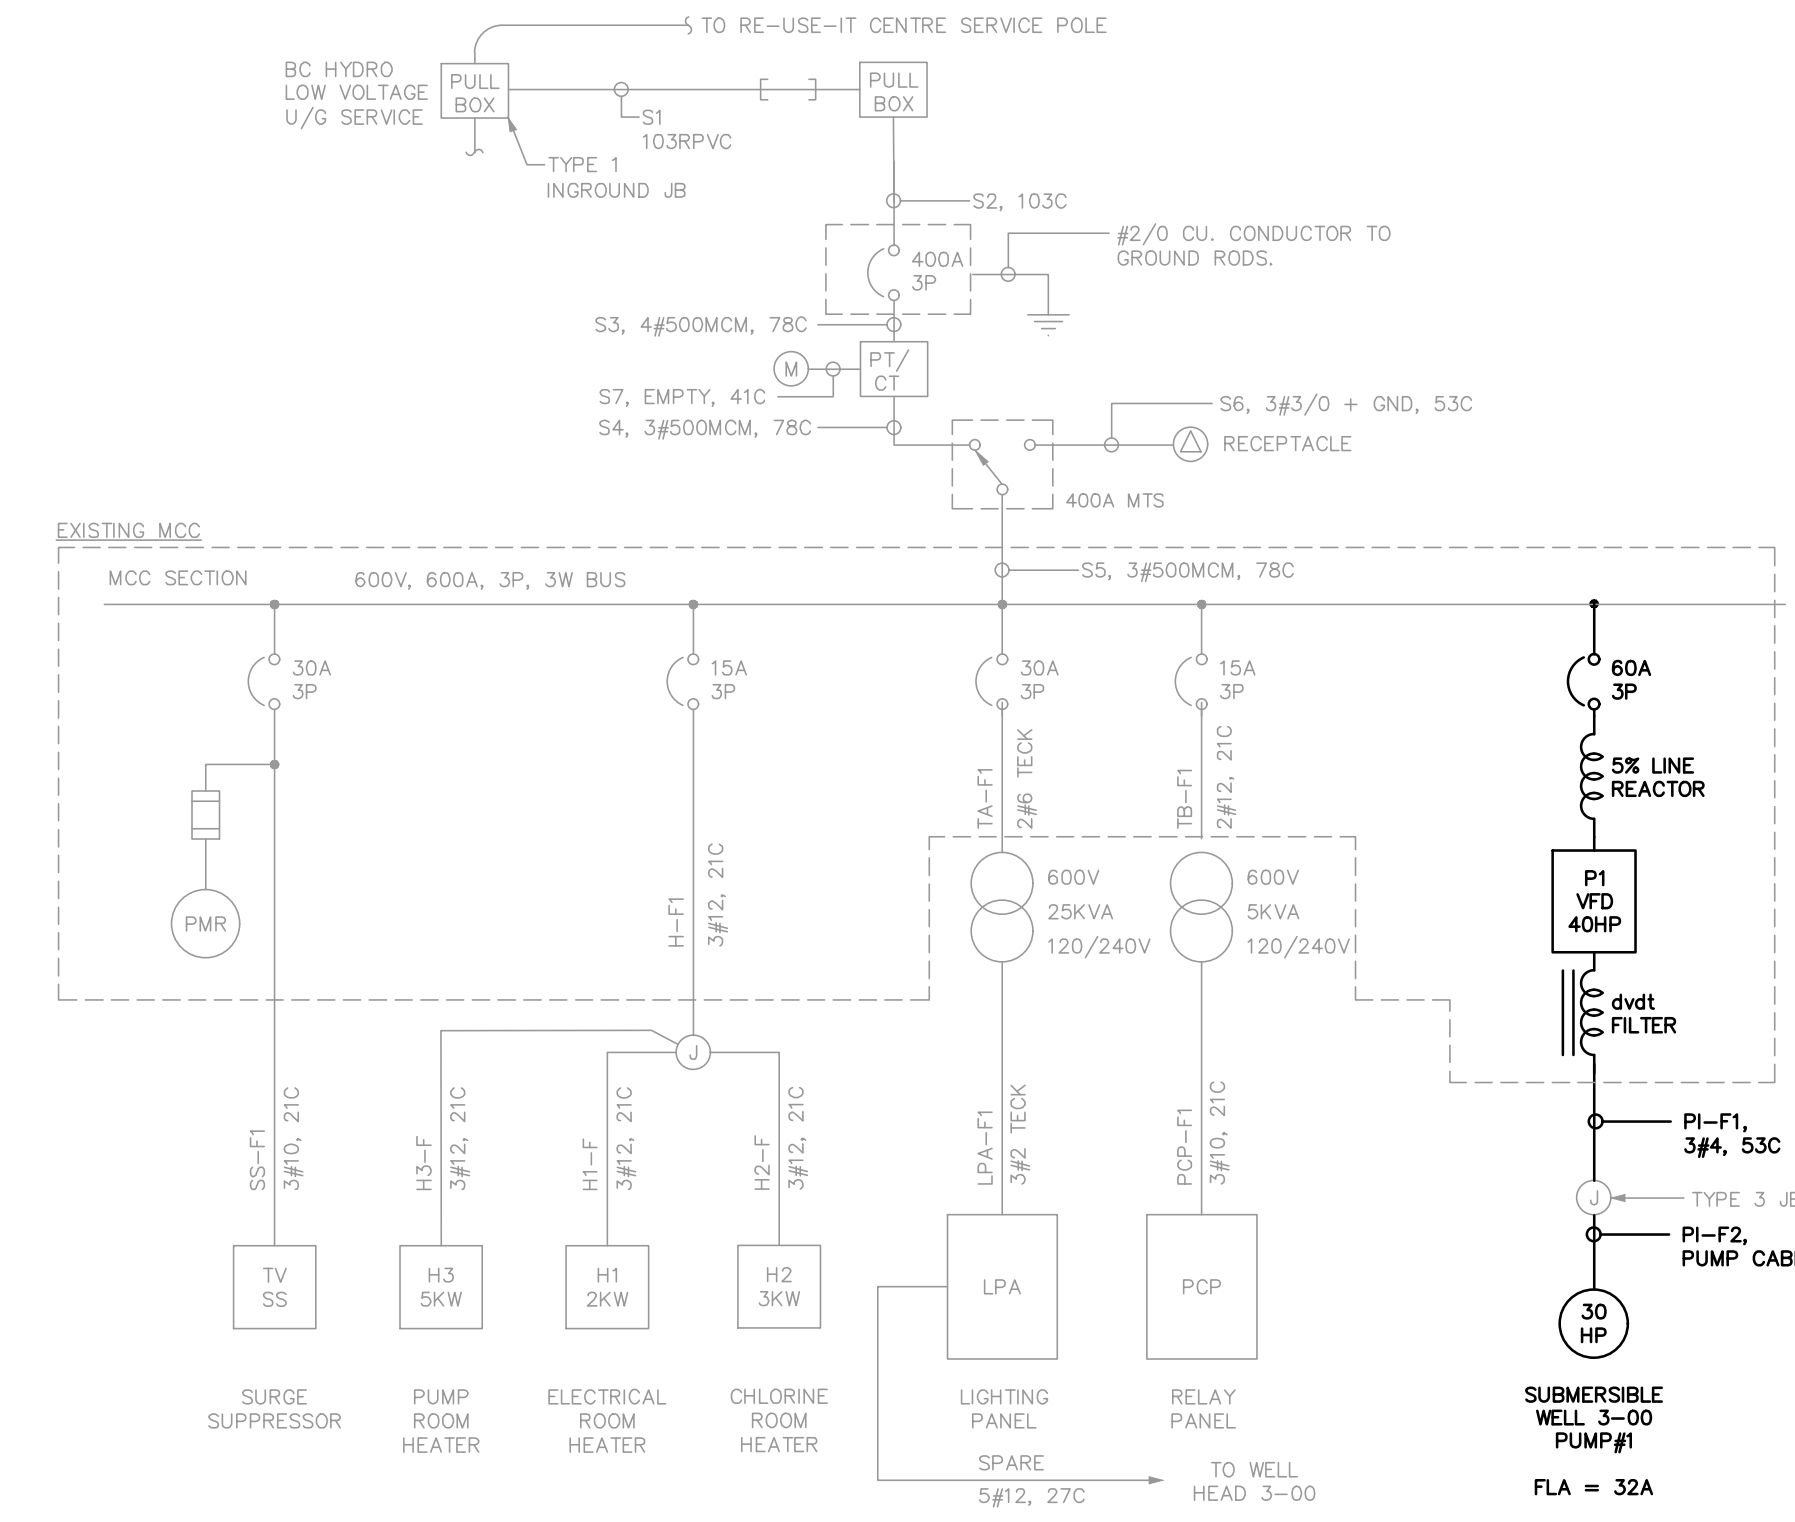 TO RE-USE-IT CENTRE SERVICE POLE
BC HYDRO
LOW VOLTAGE
U/G SERVICE
PULL
BOX
PULL
BOX
S1
103RPVC
TYPE 1
INGROUND JB
S2, 103C
#2/0 CU. CONDUCTOR TO
GROUND RODS.
400A
3P
S3, 4#500MCM, 78C
PT/
CT
M
S7, EMPTY, 41C
S4, 3#500MCM, 78C
S6, 3#3/0 + GND, 53C
RECEPTACLE
400A MTS
EXISTING MCC
MCC SECTION
600V, 600A, 3P, 3W BUS
S5, 3#500MCM, 78C
30A
3P
15A
3P
30A
3P
15A
3P
60A
3P
TA-F1
2#6 TECK
TB-F1
2#12, 21C
5% LINE
REACTOR
PMR
H-F1
3#12, 21C
600V
25KVA
120/240V
600V
5KVA
120/240V
P1
VFD
40HP
dvdt
FILTER
J
SS-F1
3#10, 21C
H3-F
3#12, 21C
H1-F
3#12, 21C
H2-F
3#12, 21C
LPA-F1
3#2 TECK
PCP-F1
3#10, 21C
PI-F1,
3#4, 53C
J
TYPE 3 JB
PI-F2,
PUMP CAB
TV
SS
H3
5KW
H1
2KW
H2
3KW
LPA
PCP
30
HP
SURGE
SUPPRESSOR
PUMP
ROOM
HEATER
ELECTRICAL
ROOM
HEATER
CHLORINE
ROOM
HEATER
LIGHTING
PANEL
RELAY
PANEL
SUBMERSIBLE
WELL 3-00
PUMP#1
FLA = 32A
SPARE
5#12, 27C
TO WELL
HEAD 3-00